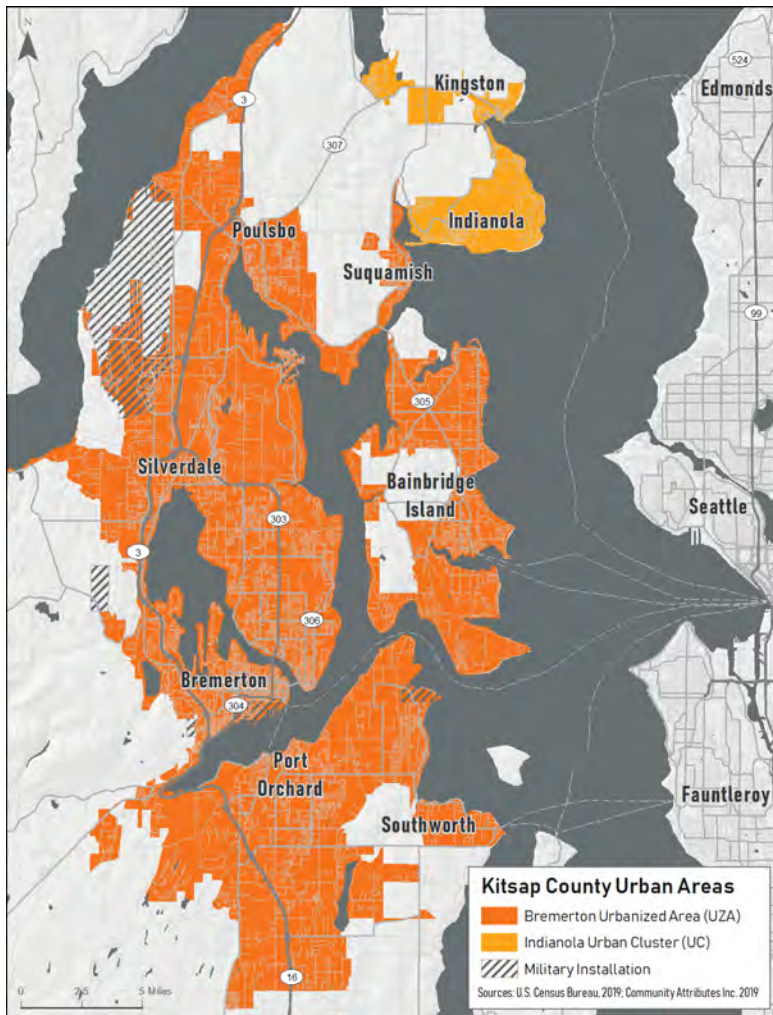 524
Kingston
Edmonds
3
307
Indianola
Poulsbo
Suquamish
99
305
Silverdale
Bainbridge
Island
Seattle
303
3
306
Bremerton
304
Port
Orchard
Fauntleroy
Southworth
16
Kitsap County Urban Areas
Bremerton Urbanized Area (UZA)
Indianola Urban Cluster (UC)
Military Installation
Sources: U.S. Census Bureau, 2019; Community Attributes Inc. 2019
0 2.5 5 Miles